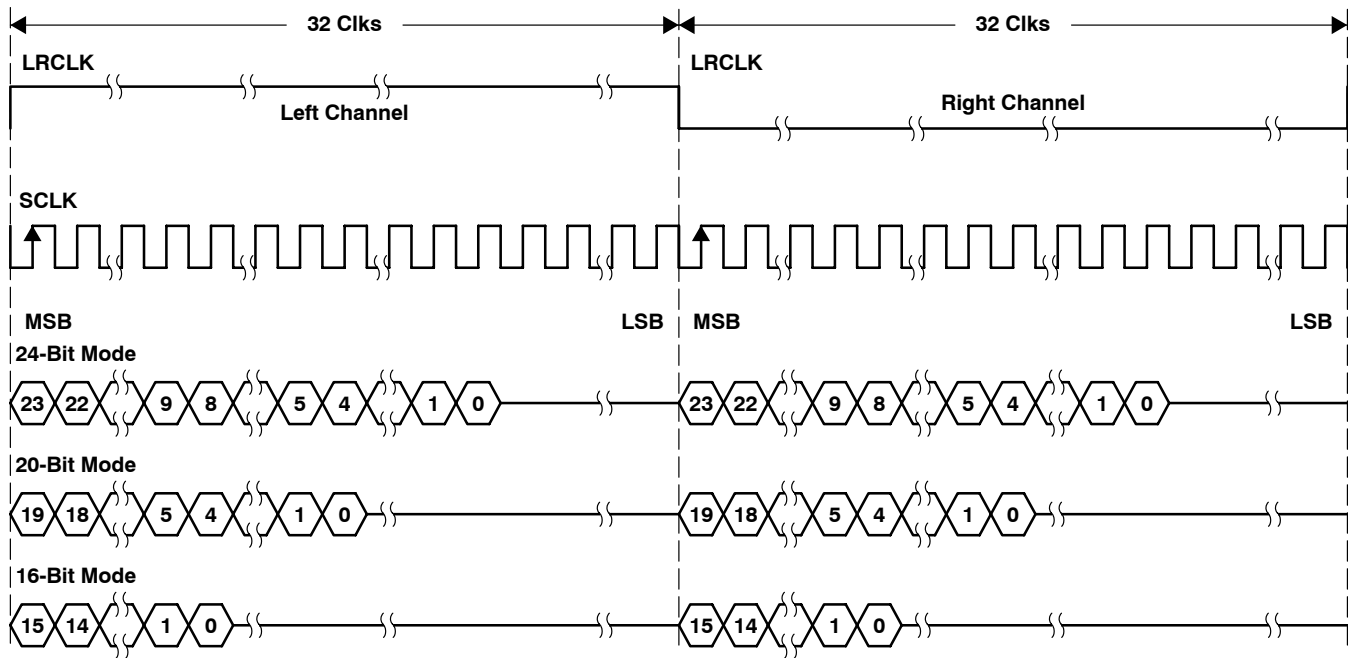 32 Clks 32 Clks
LRCLK LRCLK
Left Channel Right Channel
SCLK
MSB LSB MSB LSB
24-Bit Mode
23 22 9 8 5 4 1 0 23 22 9 8 5 4 1 0
20-Bit Mode
19 18 5 4 1 0 19 18 5 4 1 0
16-Bit Mode
15 14 1 0 15 14 1 0